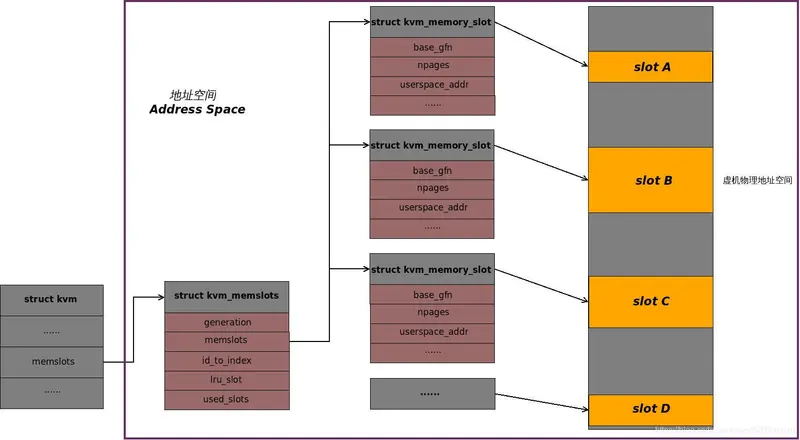 地址空间
Address Space
struct kvm
......
memslots
......
struct kvm_memslots
generation
memslots
id_to_index
lru_slot
used_slots
struct kvm_memory_slot
base_gfn
npages
userspace_addr
......
struct kvm_memory_slot
base_gfn
npages
userspace_addr
......
struct kvm_memory_slot
base_gfn
npages
userspace_addr
......
......
slot A
slot B
slot C
slot D
虚机物理地址空间